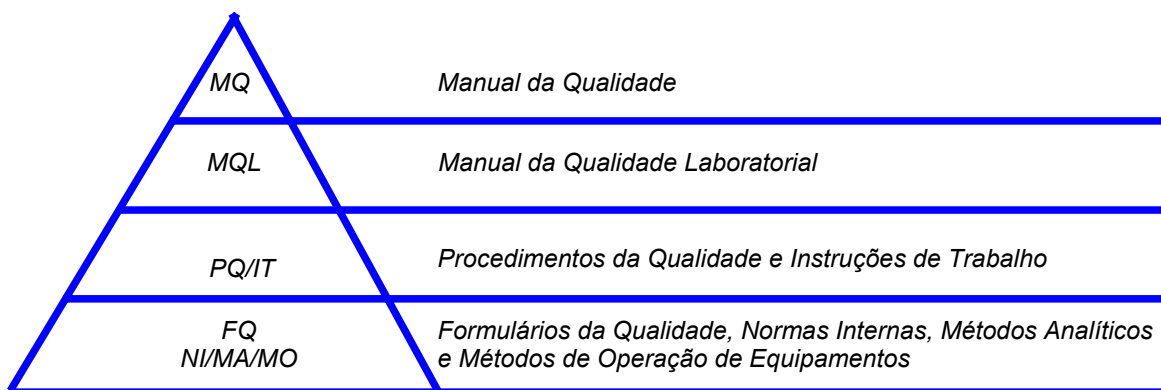 MQ Manual da Qualidade
MQL Manual da Qualidade Laboratorial
PQ/IT Procedimentos da Qualidade e Instruções de Trabalho
FQ Formulários da Qualidade, Normas Internas, Métodos Analíticos
NI/MA/MO e Métodos de Operação de Equipamentos